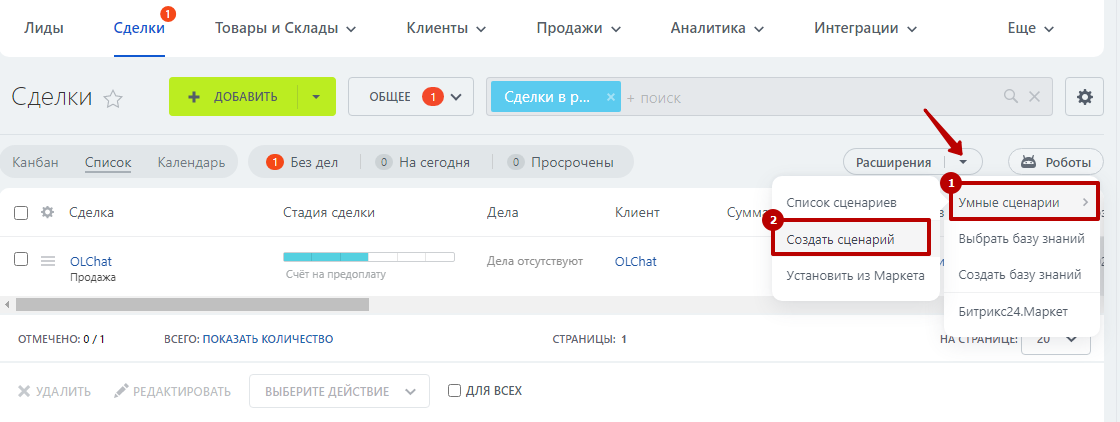 Лиды Сделки 1 Товары и Склады Клиенты Продажи Аналитика Интеграции Еще
Сделки + ДОБАВИТЬ ОБЩЕЕ 1 Сделки в р... × + поиск
Канбан Список Календарь 1 Без дел 0 На сегодня 0 Просрочены Расширения Роботы
1
Умные сценарии
Список сценариев
2
Создать сценарий
Установить из Маркета
Выбрать базу знаний
Создать базу знаний
Битрикс24.Маркет
Сделка Стадия сделки Дела Клиент Сумма
OLChat Дела отсутствуют OLChat
Продажа Счёт на предоплату
ОТМЕЧЕНО: 0 / 1 ВСЕГО: ПОКАЗАТЬ КОЛИЧЕСТВО СТРАНИЦЫ: 1 НА СТРАНИЦЕ: 20
УДАЛИТЬ РЕДАКТИРОВАТЬ ВЫБЕРИТЕ ДЕЙСТВИЕ ДЛЯ ВСЕХ